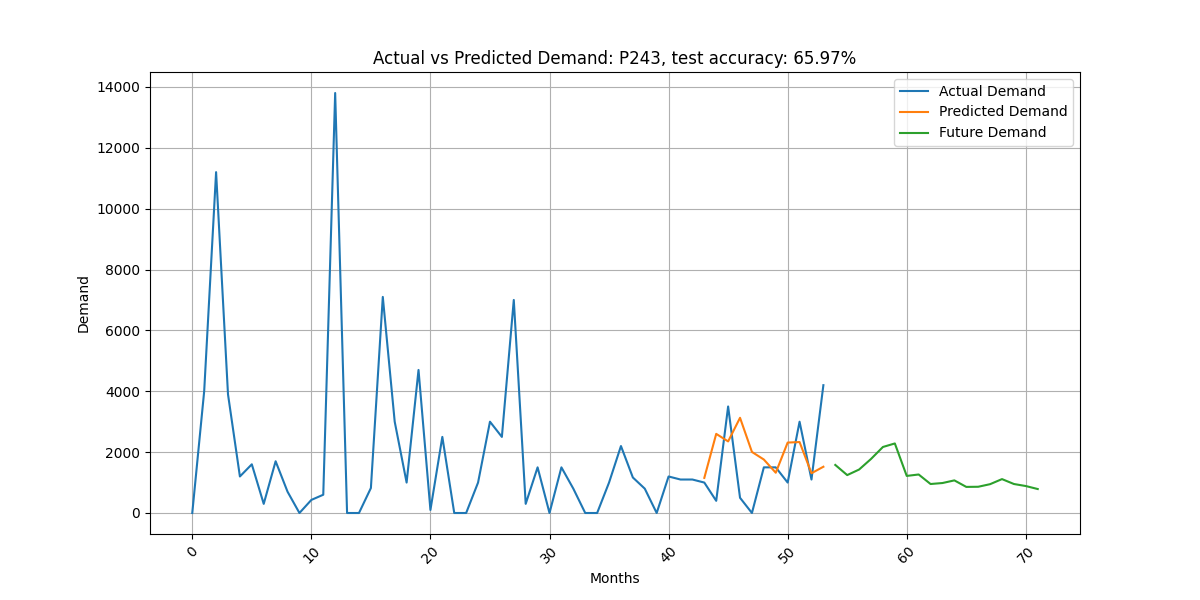 Actual vs Predicted Demand: P243, test accuracy: 65.97%
Actual Demand
Predicted Demand
Future Demand
14000
12000
10000
8000
6000
4000
2000
0
Demand
0 10 20 30 40 50 60 70
Months